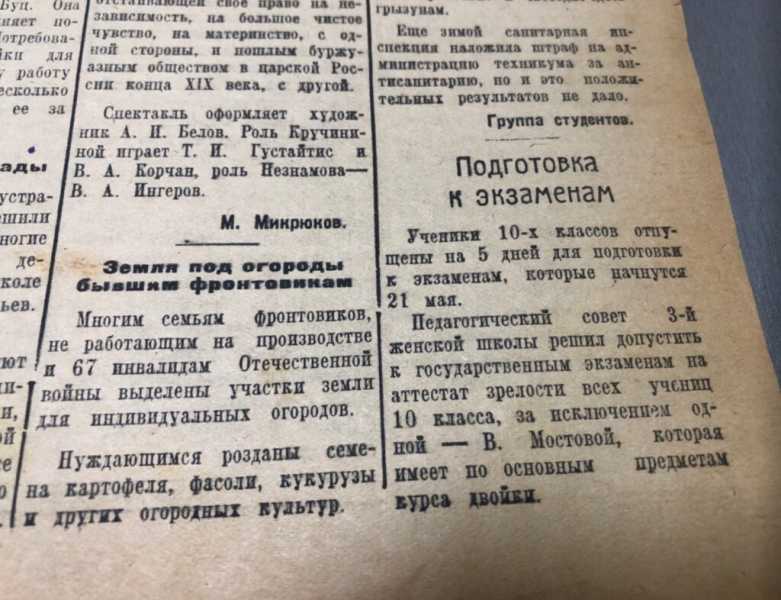 Буц. Она
няет по-
Потребова-
ки для
у работу
есколько
ее за
ады
устра-
ешили
ногие
де-
коле
ьев.
уют
ни-
н,
ой
се
ю
отстаивающей свое право на не-
зависимость, на большое чистое
чувство, на материнство, с од-
ной стороны, и пошлым буржу-
азным обществом в царской Рос-
сии конца XIX века, с другой.
Спектакль оформляет худож-
ник А. И. Белов. Роль Кручини-
ной играет Т. И. Густайтис и
В. А. Корчан, роль Незнамова—
В. А. Ингеров.
М. Микрюков.
Земля под огороды
бывшим фронтовикам
Многим семьям фронтовиков,
не работающим на производстве
и 67 инвалидам Отечественной
войны выделены участки земли
для индивидуальных огородов.
Нуждающимся розданы семе-
на картофеля, фасоли, кукурузы
и других огородных культур.
грызунам.
Еще зимой санитарная ин-
спекция наложила штраф на ад-
министрацию техникума за ан-
тисанитарию, но и это положи-
тельных результатов не дало.
Группа студентов.
Подготовка
к экзаменам
Ученики 10-х классов отпу-
щены на 5 дней для подготовки
к экзаменам, которые начнутся
21 мая.
Педагогический совет 3-й
женской школы решил допустить
к государственным экзаменам на
аттестат зрелости всех учениц
10 класса, за исключением од-
ной — В. Мостовой, которая
имеет по основным предметам
курса двойки.